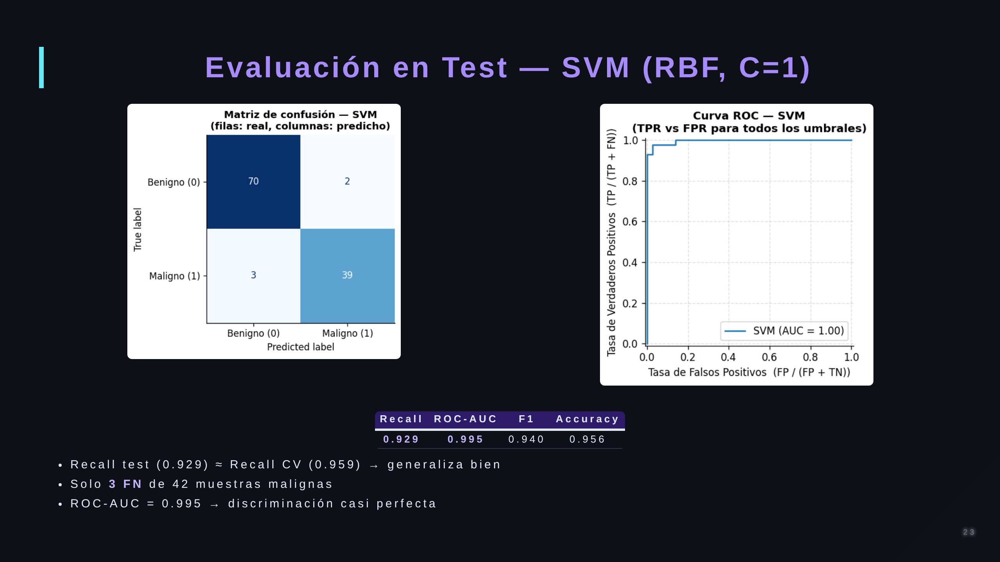 Evaluación en Test — SVM (RBF, C=1)
Matriz de confusión — SVM
(filas: real, columnas: predicho)
True label
Benigno (0)
70
2
Maligno (1)
3
39
Benigno (0)
Maligno (1)
Predicted label
Curva ROC — SVM
(TPR vs FPR para todos los umbrales)
Tasa de Verdaderos Positivos (TP / (TP + FN))
1.0
0.8
0.6
0.4
0.2
0.0
SVM (AUC = 1.00)
0.0 0.2 0.4 0.6 0.8 1.0
Tasa de Falsos Positivos (FP / (FP + TN))
Recall ROC-AUC F1 Accuracy
0.929 0.995 0.940 0.956
• Recall test (0.929) ≈ Recall CV (0.959) → generaliza bien
• Solo 3 FN de 42 muestras malignas
• ROC-AUC = 0.995 → discriminación casi perfecta
23